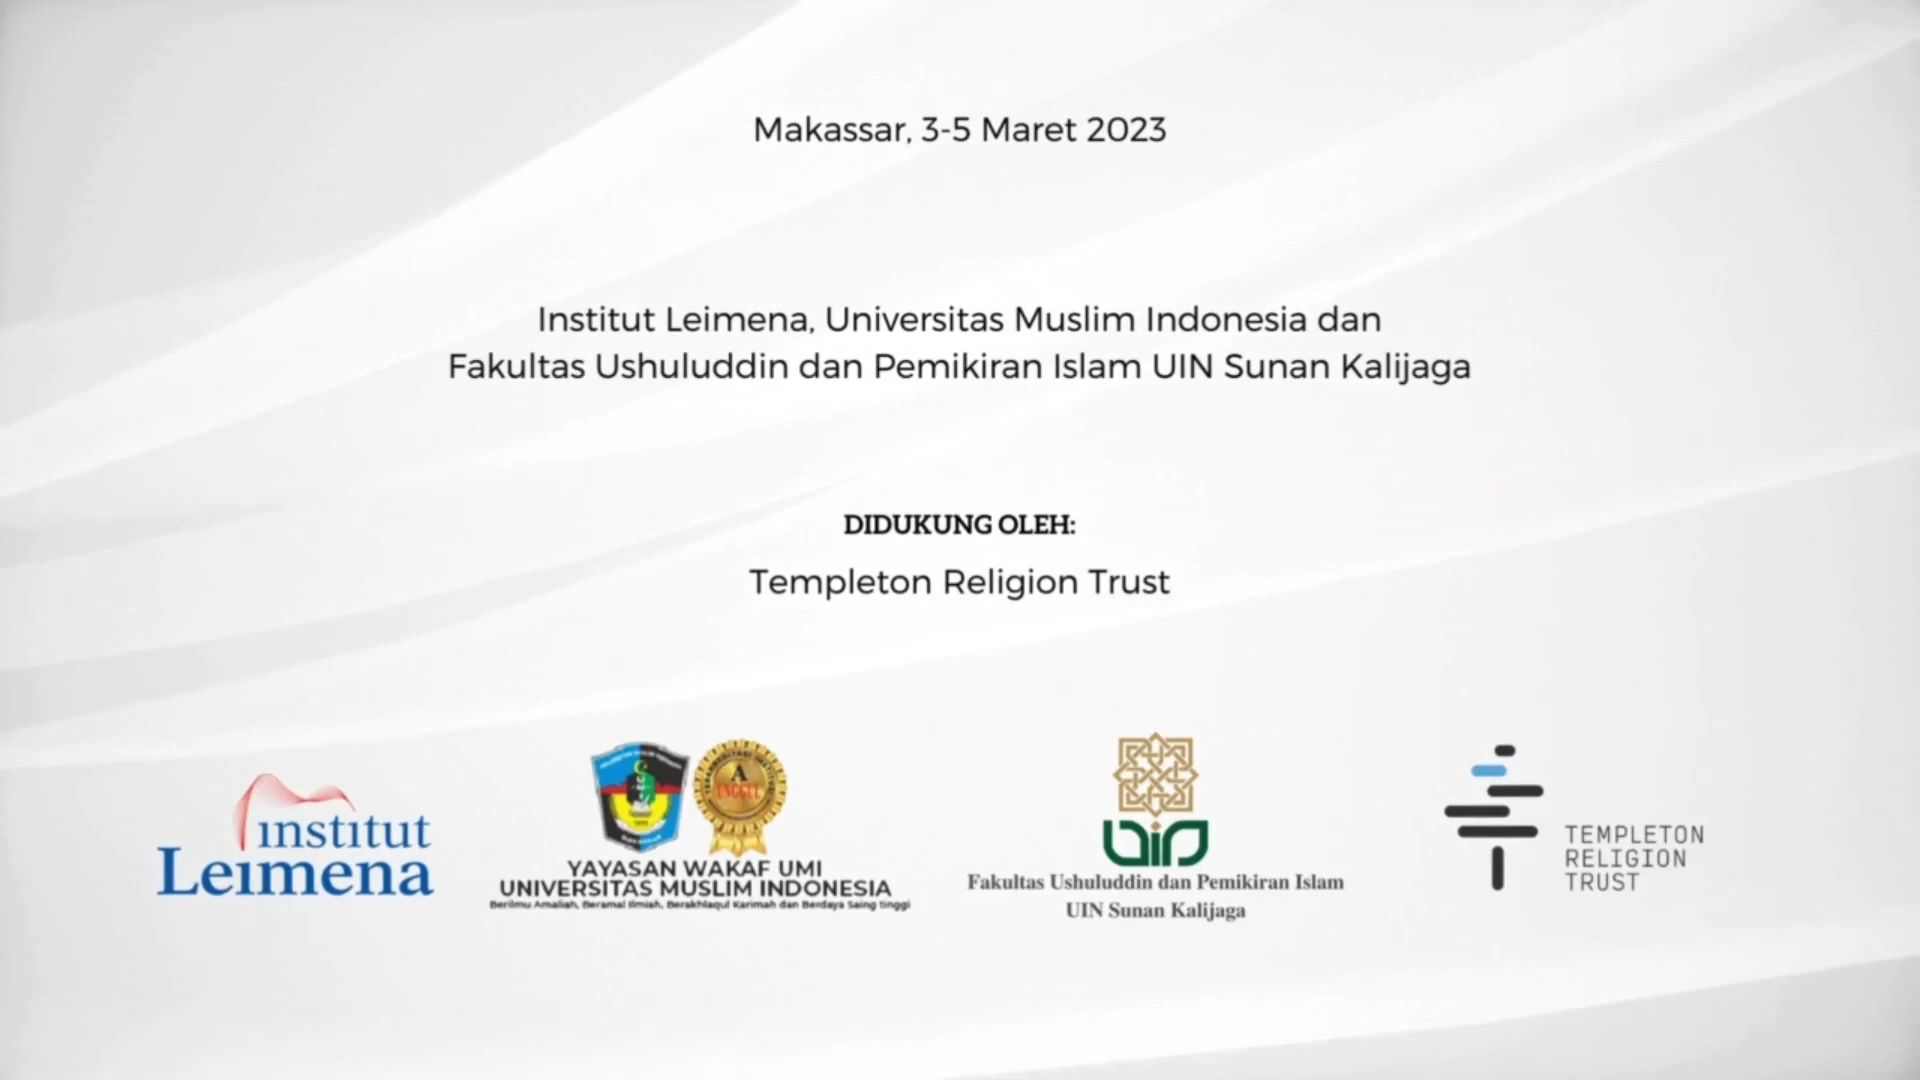 Makassar, 3-5 Maret 2023
Institut Leimena, Universitas Muslim Indonesia dan
Fakultas Ushuluddin dan Pemikiran Islam UIN Sunan Kalijaga
DIDUKUNG OLEH:
Templeton Religion Trust
institut
Leimena
A
UNGGUL
YAYASAN WAKAF UMI
UNIVERSITAS MUSLIM INDONESIA
Berilmu Amaliah, Beramal Ilmiah, Berakhlaqul Karimah dan Berdaya Saing tinggi
uin
Fakultas Ushuluddin dan Pemikiran Islam
UIN Sunan Kalijaga
TEMPLETON
RELIGION
TRUST